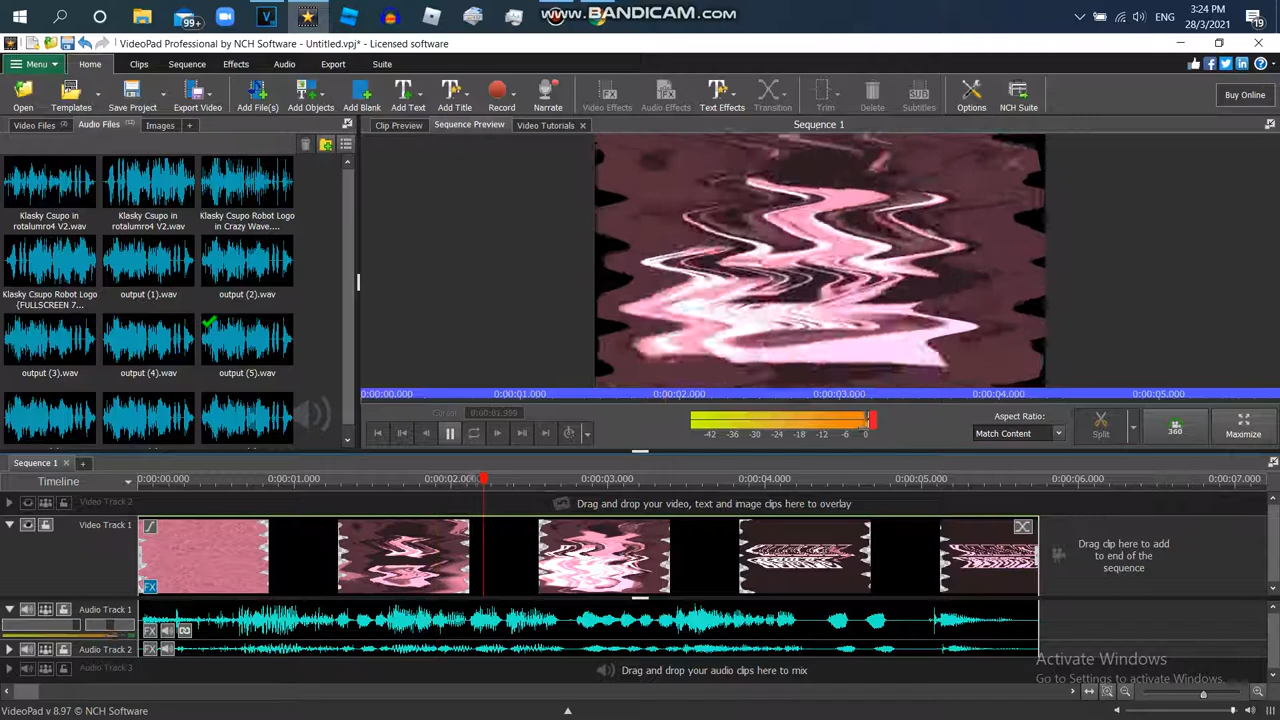 WWW.BANDICAM.COM
99+
ENG
3:24 PM
28/3/2021
19
VideoPad Professional by NCH Software - Untitled.vpj* - Licensed software
Menu Home Clips Sequence Effects Audio Export Suite
Open Templates Save Project Export Video Add File(s) Add Objects Add Blank Add Text Add Title Record Narrate Video Effects Audio Effects Text Effects Transition Trim Delete Subtitles Options NCH Suite Buy Online
Video Files Audio Files Images +
Clip Preview Sequence Preview Video Tutorials
Sequence 1
Klasky Csupo in rotalumro4 V2.wav
Klasky Csupo in rotalumro4 V2.wav
Klasky Csupo Robot Logo in Crazy Wave....
Klasky Csupo Robot Logo {FULLSCREEN 7...
output (1).wav
output (2).wav
output (3).wav
output (4).wav
output (5).wav
0:00:00.000 0:00:01.000 0:00:02.000 0:00:03.000 0:00:04.000 0:00:05.000
Cursor 0:00:01.999
-42 -36 -30 -24 -18 -12 -6 0
Aspect Ratio:
Match Content
Split
360
Maximize
Sequence 1
Timeline
0:00:00.000 0:00:01.000 0:00:02.000 0:00:03.000 0:00:04.000 0:00:05.000 0:00:06.000 0:00:07.000
Video Track 2
Drag and drop your video, text and image clips here to overlay
Video Track 1
FX
Drag clip here to add to end of the sequence
Audio Track 1
FX
Audio Track 2
FX
Audio Track 3
Drag and drop your audio clips here to mix
Activate Windows
Go to Settings to activate Windows.
VideoPad v 8.97 © NCH Software